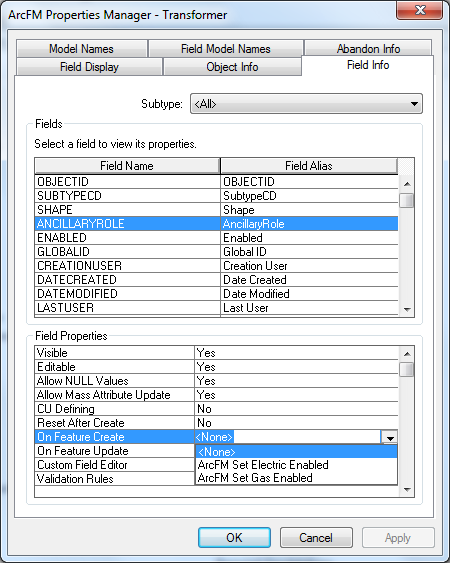 ArcFM Properties Manager - Transformer
Model Names Field Model Names Abandon Info
Field Display Object Info Field Info
Subtype: <All>
Fields
Select a field to view its properties.
Field Name Field Alias
OBJECTID OBJECTID
SUBTYPECD SubtypeCD
SHAPE Shape
ANCILLARYROLE AncillaryRole
ENABLED Enabled
GLOBALID Global ID
CREATIONUSER Creation User
DATECREATED Date Created
DATEMODIFIED Date Modified
LASTUSER Last User
Field Properties
Visible Yes
Editable Yes
Allow NULL Values Yes
Allow Mass Attribute Update Yes
CU Defining No
Reset After Create No
On Feature Create <None>
On Feature Update <None>
Custom Field Editor ArcFM Set Electric Enabled
Validation Rules ArcFM Set Gas Enabled
OK Cancel Apply